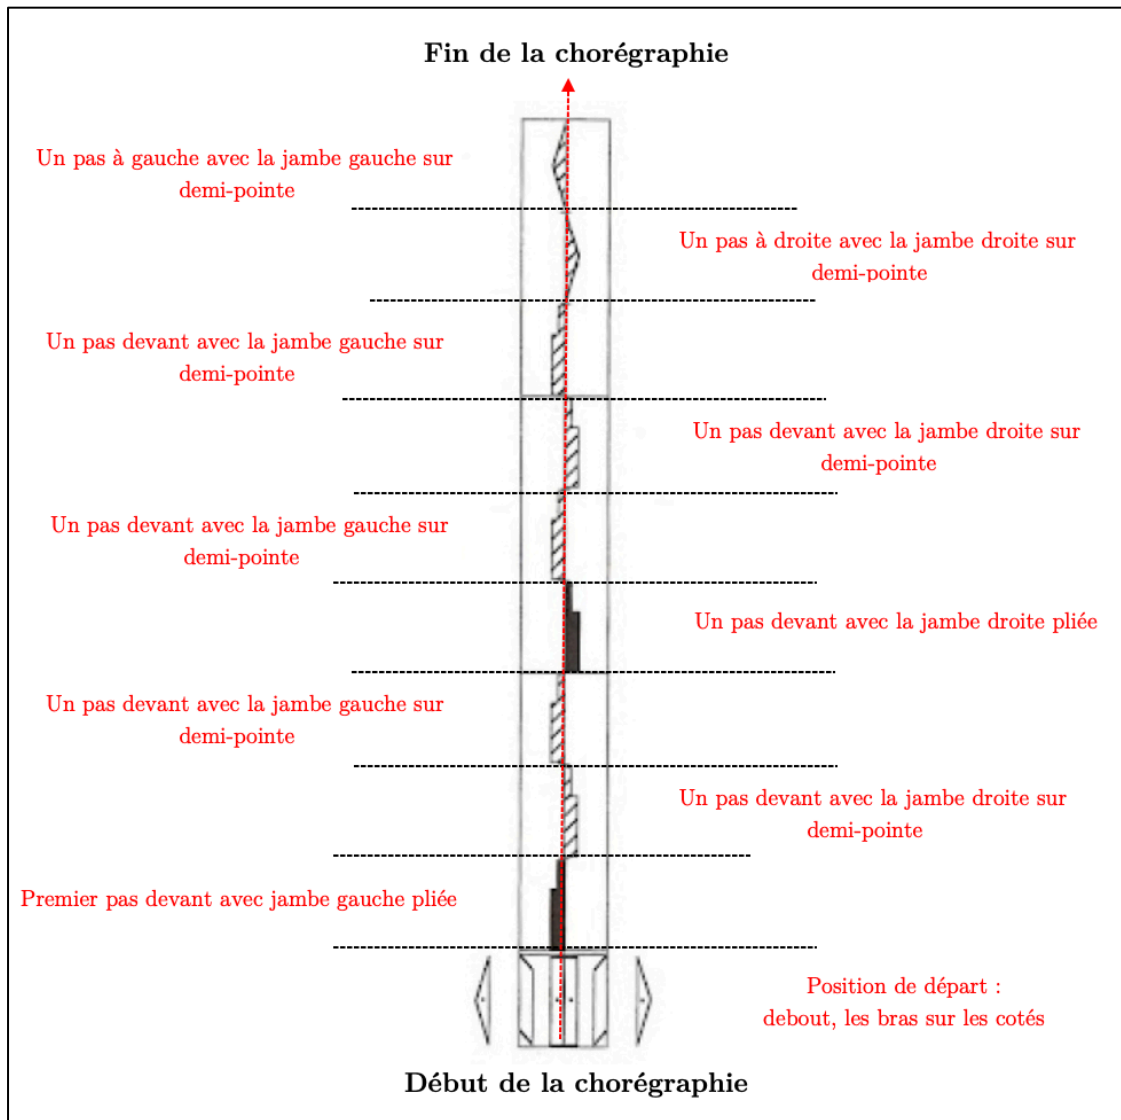 Fin de la chorégraphie
Un pas à gauche avec la jambe gauche sur
demi-pointe
Un pas à droite avec la jambe droite sur
demi-pointe
Un pas devant avec la jambe gauche sur
demi-pointe
Un pas devant avec la jambe droite sur
demi-pointe
Un pas devant avec la jambe gauche sur
demi-pointe
Un pas devant avec la jambe droite pliée
Un pas devant avec la jambe gauche sur
demi-pointe
Un pas devant avec la jambe droite sur
demi-pointe
Premier pas devant avec jambe gauche pliée
Position de départ :
debout, les bras sur les cotés
Début de la chorégraphie